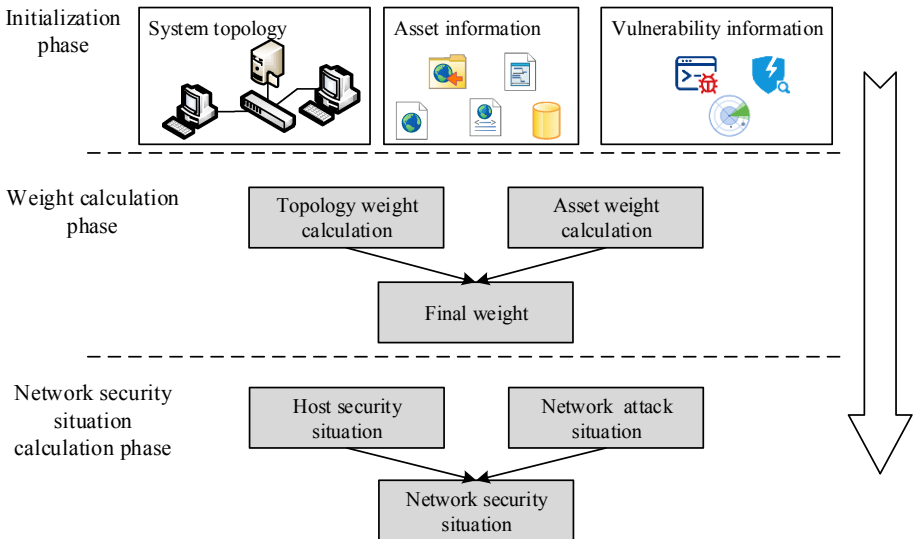 Initialization
phase
System topology
Asset information
Vulnerability information
Weight calculation
phase
Topology weight
calculation
Asset weight
calculation
Final weight
Network security
situation
calculation phase
Host security
situation
Network attack
situation
Network security
situation